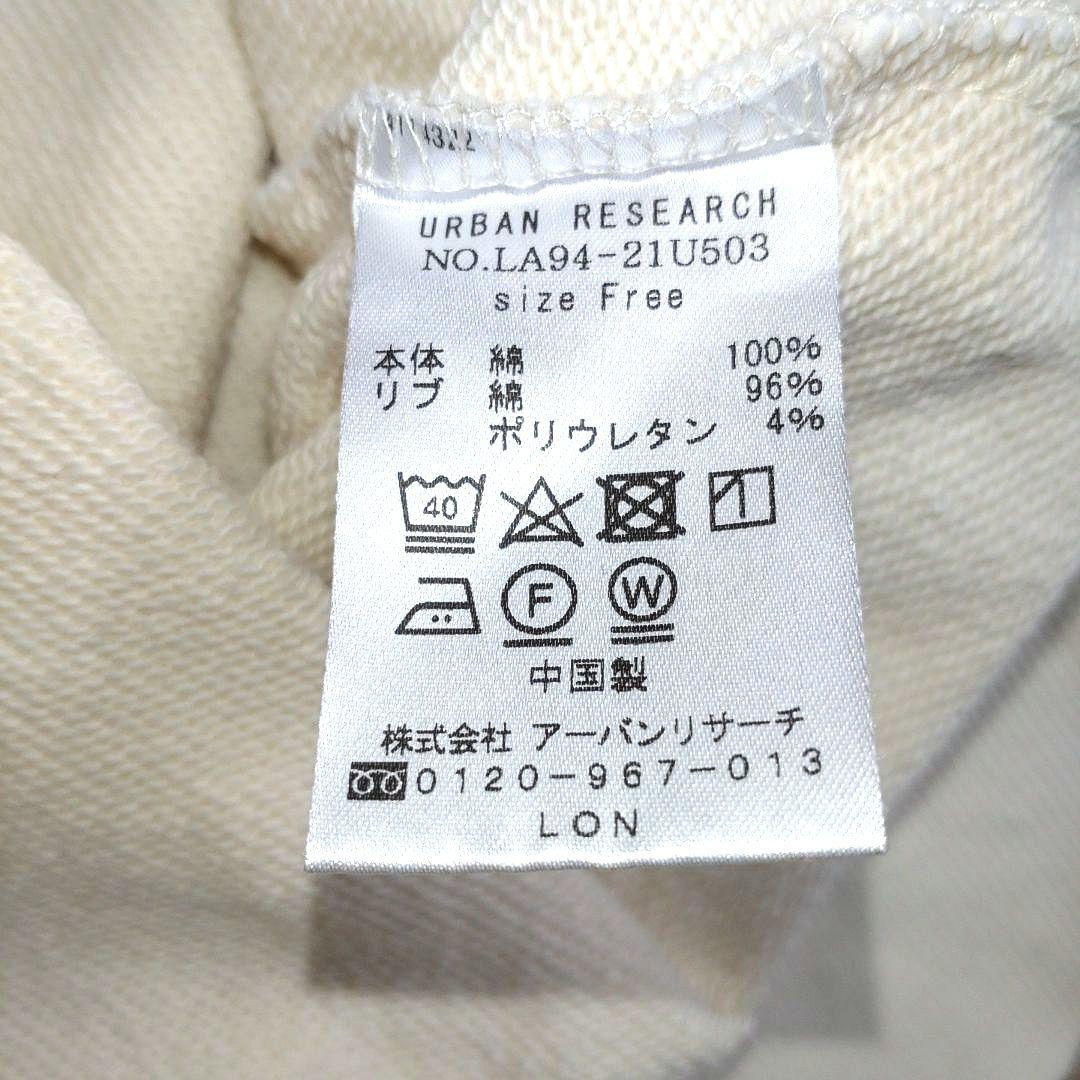 URBAN RESEARCH
NO.LA94-21U503
size Free
本体 綿 100%
リブ 綿 96%
ポリウレタン 4%
40
F W
中国製
株式会社 アーバンリサーチ
0120-967-013
LON